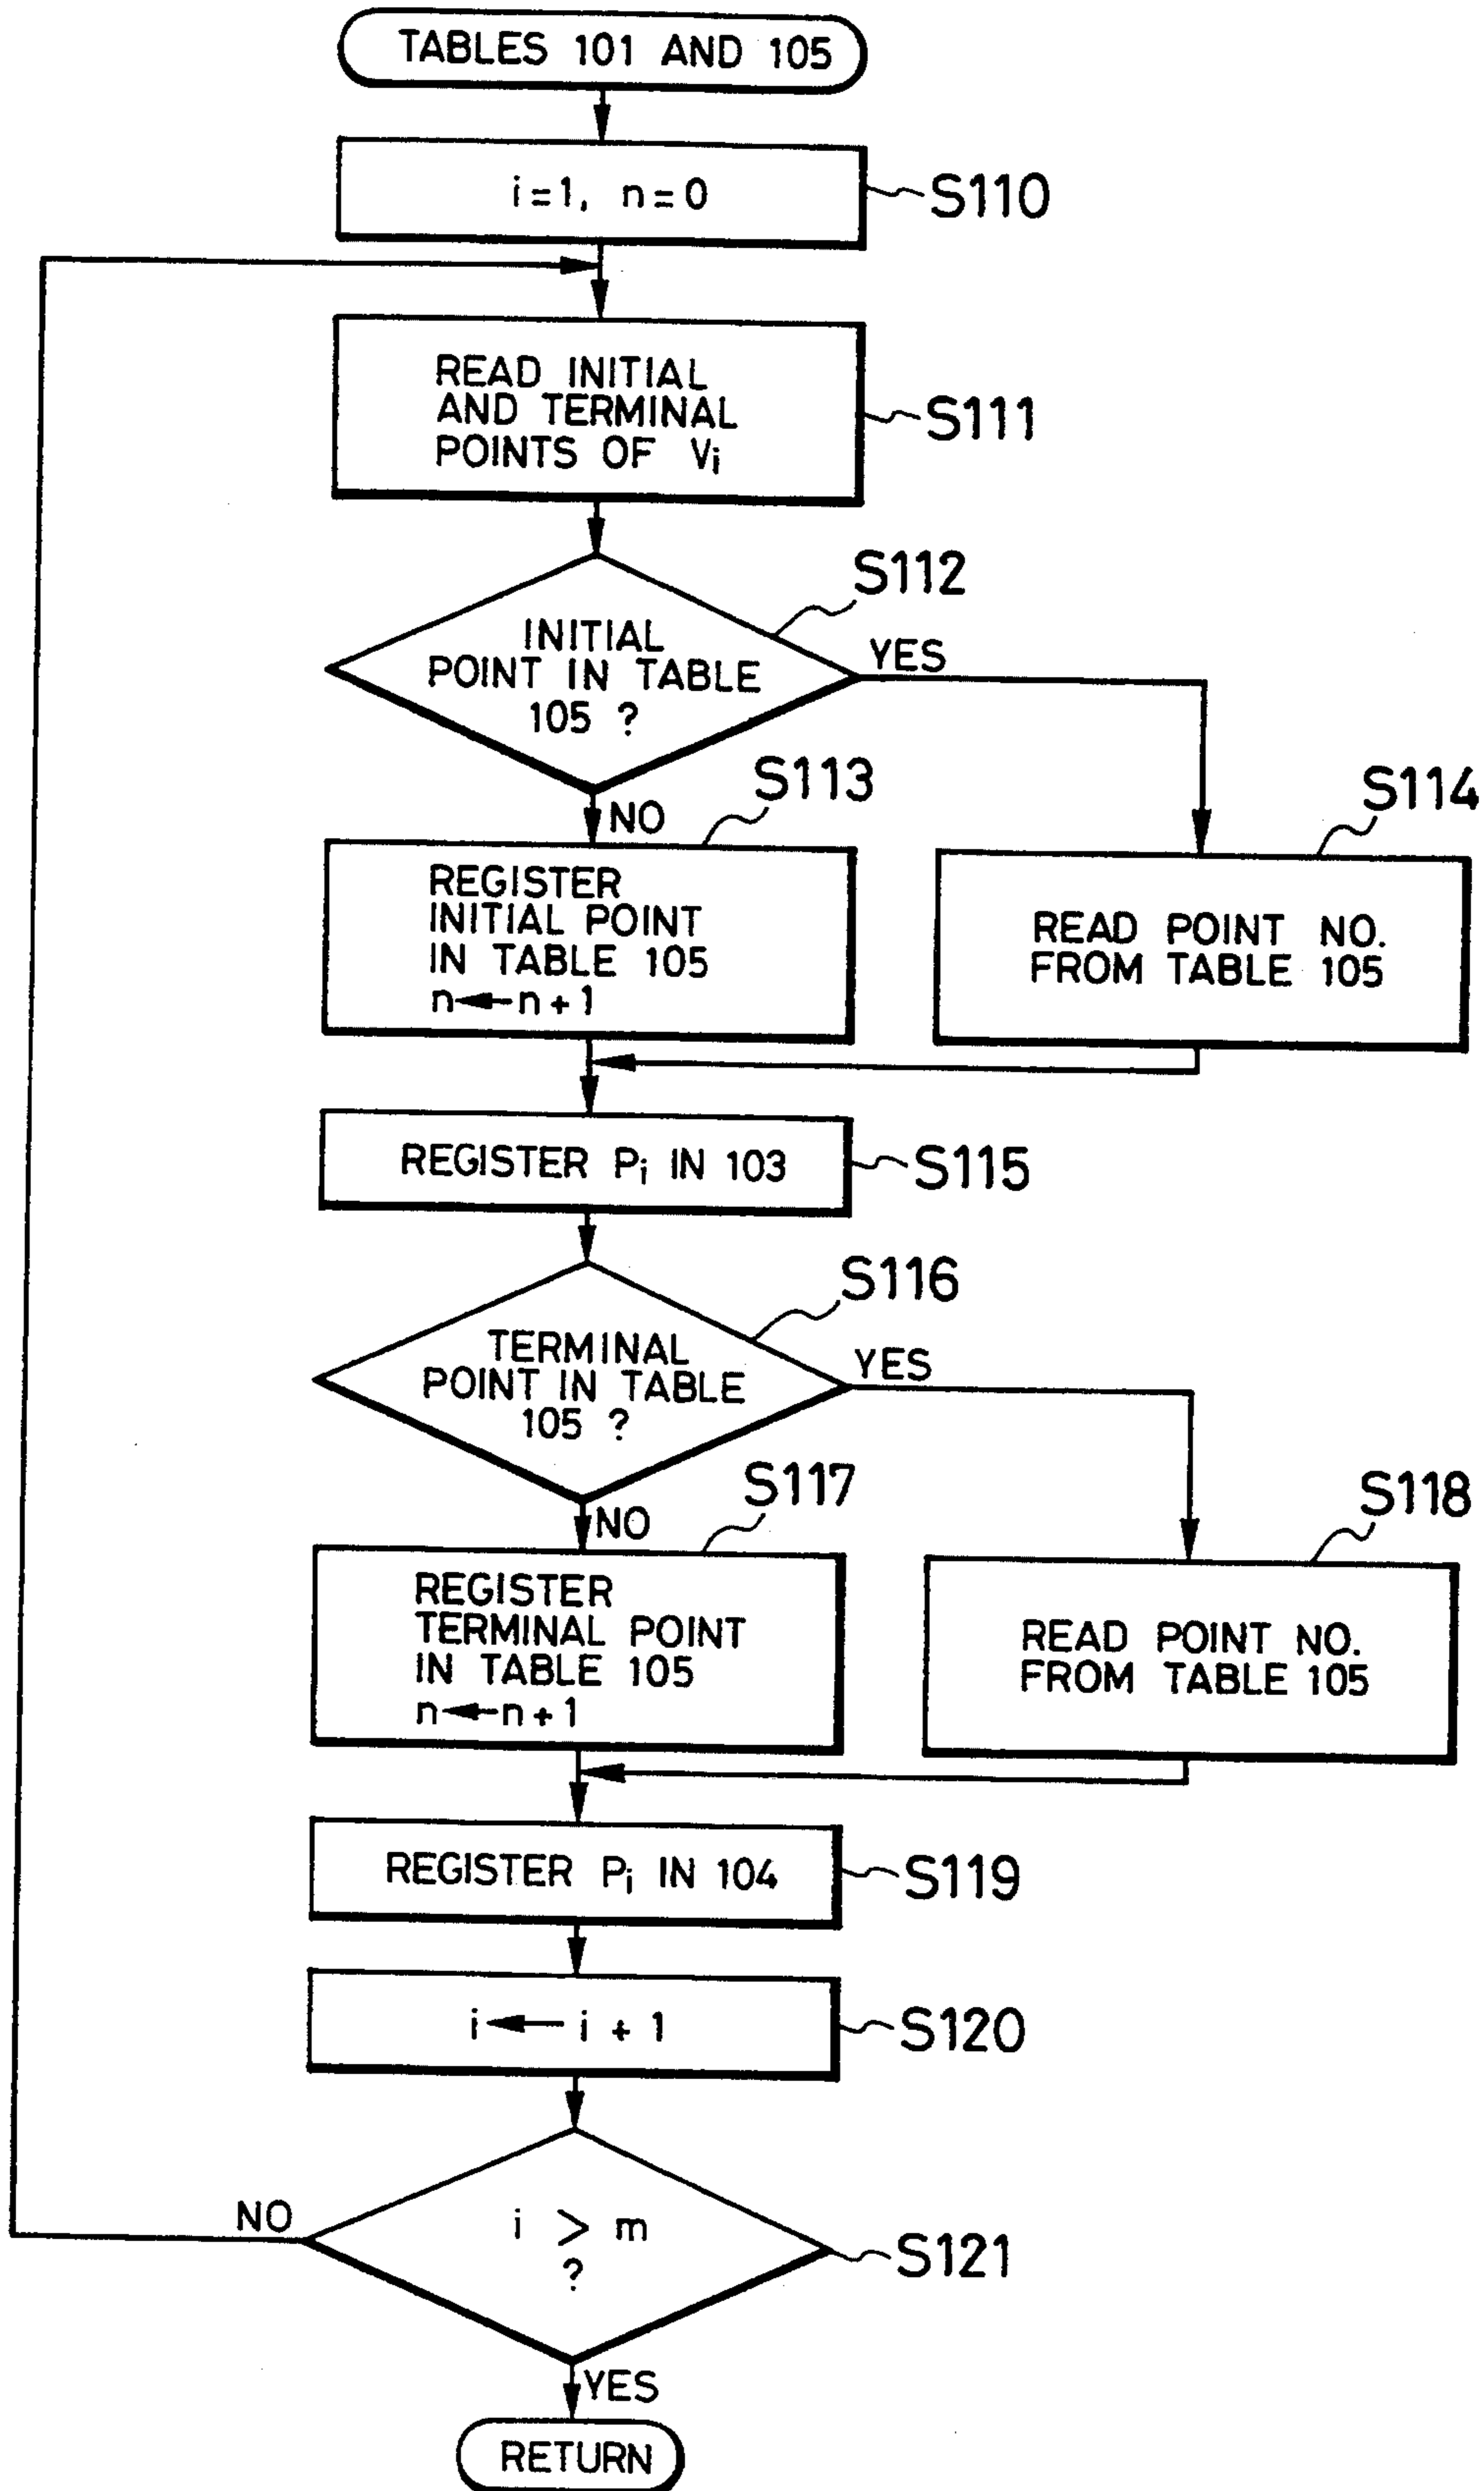 TABLES 101 AND 105
i=1, n=0
S110
READ INITIAL
AND TERMINAL
POINTS OF Vi
S111
S112
INITIAL
POINT IN TABLE
105 ?
YES
NO
S113
REGISTER
INITIAL POINT
IN TABLE 105
n←n+1
S114
READ POINT NO.
FROM TABLE 105
REGISTER Pi IN 103
S115
S116
TERMINAL
POINT IN TABLE
105 ?
YES
NO
S117
REGISTER
TERMINAL POINT
IN TABLE 105
n←n+1
S118
READ POINT NO.
FROM TABLE 105
REGISTER Pi IN 104
S119
i←i+1
S120
NO
i > m
?
S121
YES
RETURN